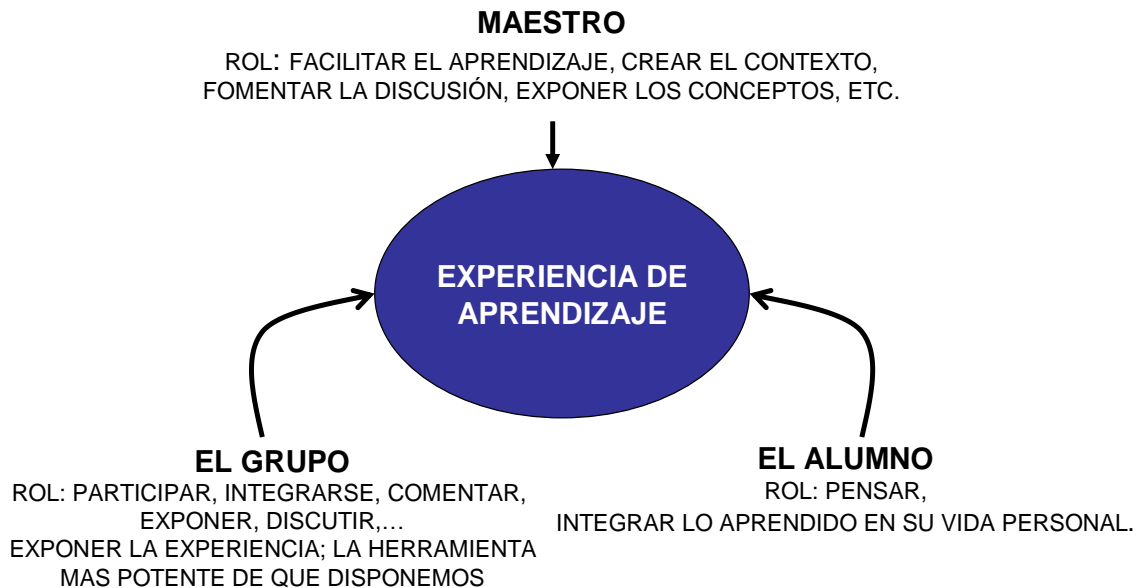 MAESTRO
ROL: FACILITAR EL APRENDIZAJE, CREAR EL CONTEXTO,
FOMENTAR LA DISCUSIÓN, EXPONER LOS CONCEPTOS, ETC.
EXPERIENCIA DE
APRENDIZAJE
EL GRUPO
ROL: PARTICIPAR, INTEGRARSE, COMENTAR,
EXPONER, DISCUTIR,...
EXPONER LA EXPERIENCIA; LA HERRAMIENTA
MAS POTENTE DE QUE DISPONEMOS
EL ALUMNO
ROL: PENSAR,
INTEGRAR LO APRENDIDO EN SU VIDA PERSONAL.